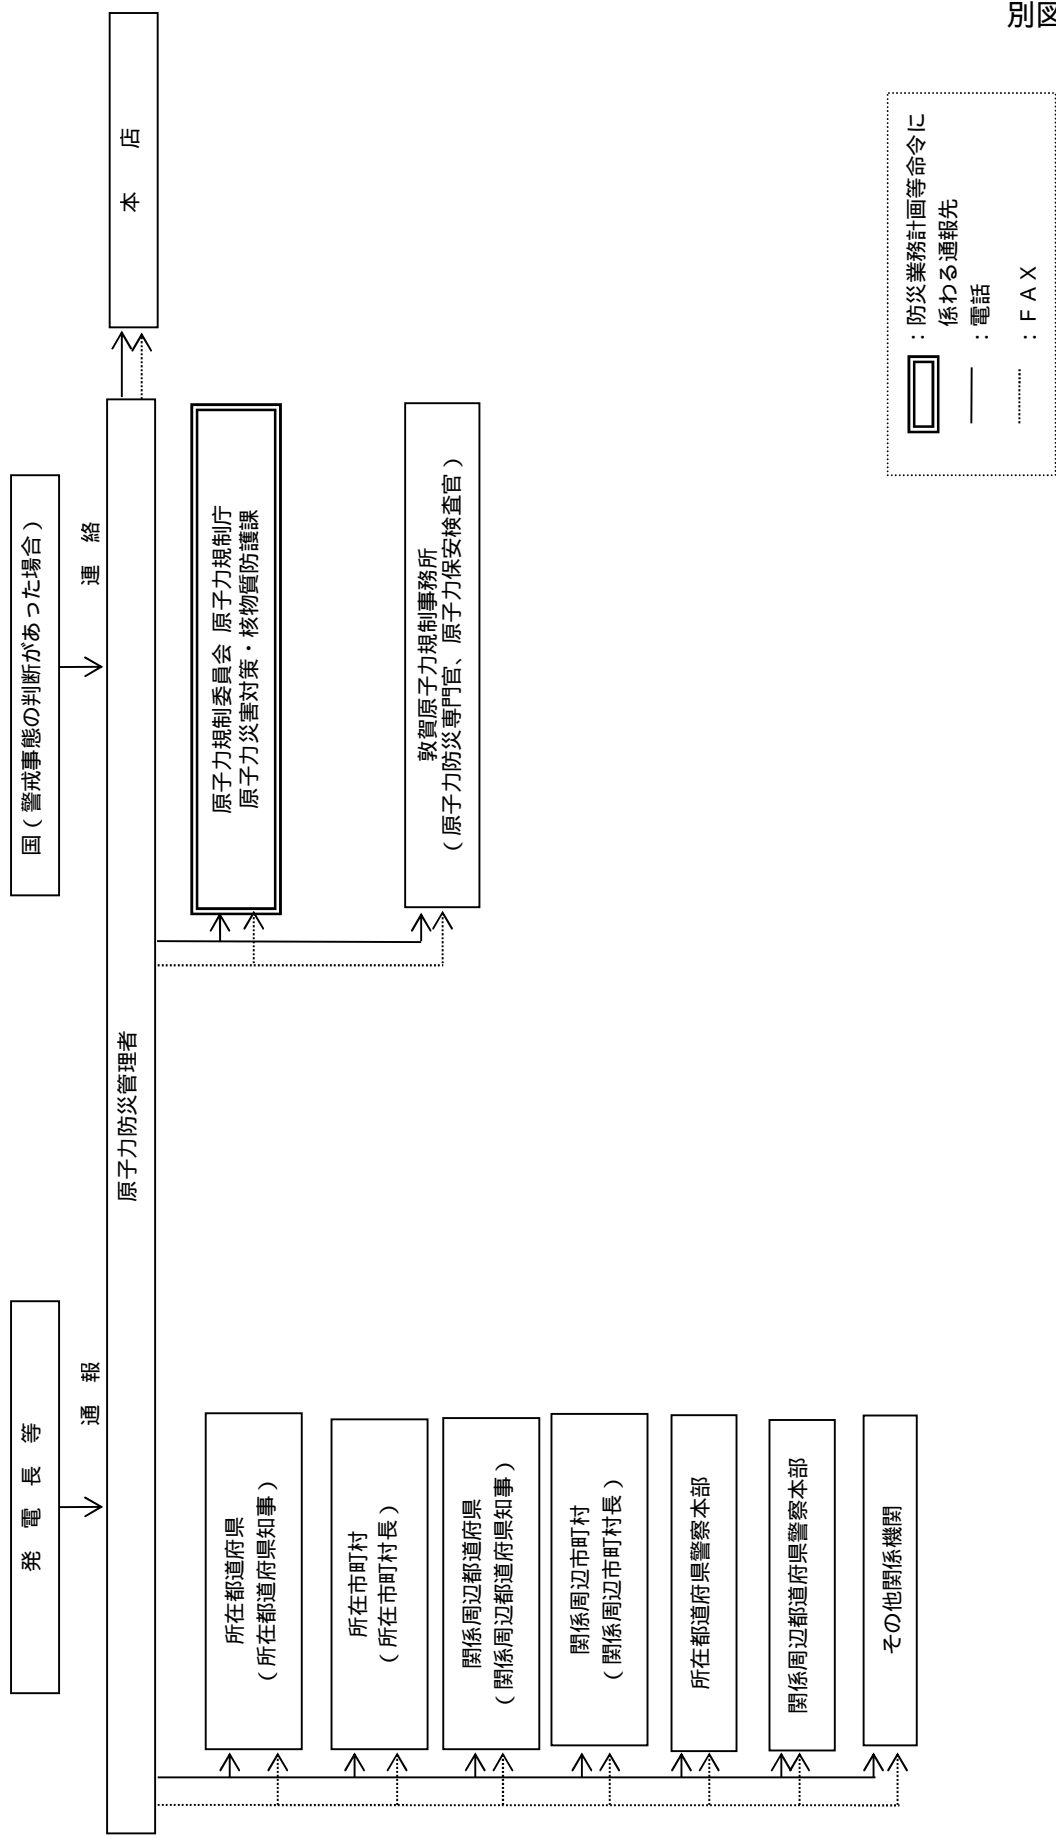 別図
発電長等
通報
国(警戒事態の判断があった場合)
連絡
原子力防災管理者
本店
所在都道府県
(所在都道府県知事)
所在市町村
(所在市町村長)
関係周辺都道府県
(関係周辺都道府県知事)
関係周辺市町村
(関係周辺市町村長)
所在都道府県警察本部
関係周辺都道府県警察本部
その他関係機関
原子力規制委員会 原子力規制庁
原子力災害対策・核物質防護課
敦賀原子力規制事務所
(原子力防災専門官、原子力保安検査官)
:防災業務計画等命令に
係わる通報先
:電話
:FAX